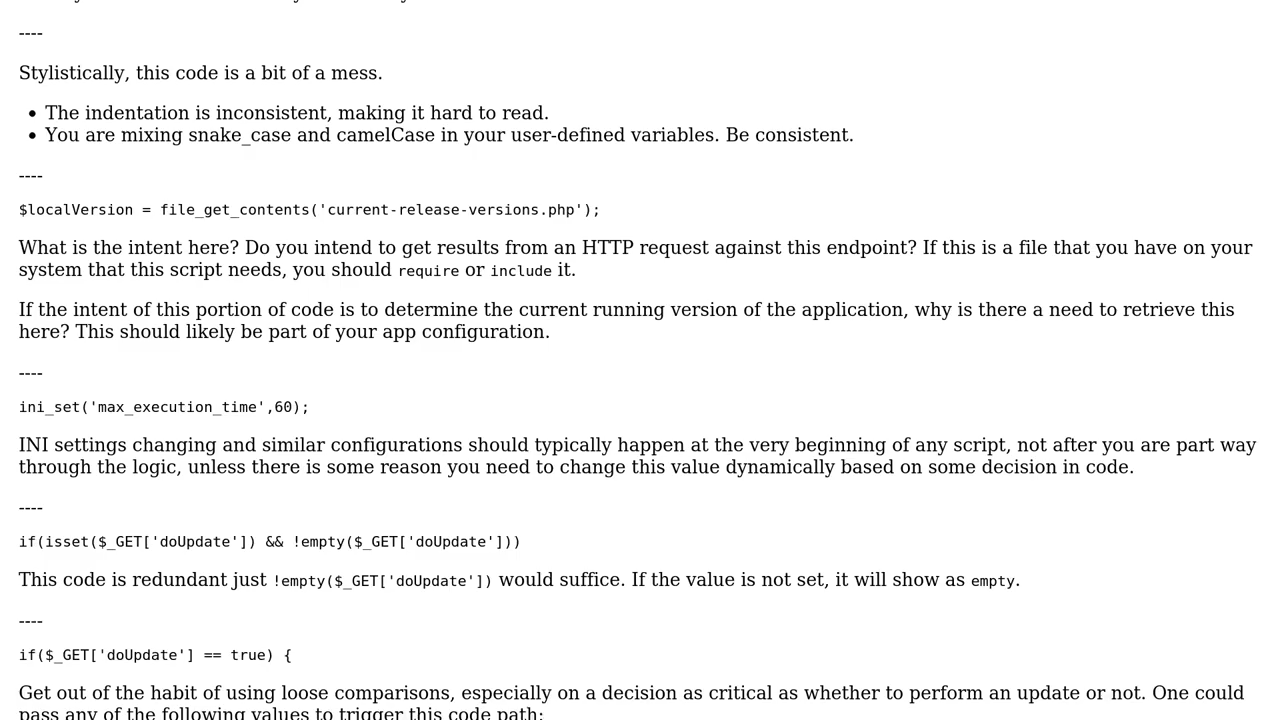 ----
Stylistically, this code is a bit of a mess.
• The indentation is inconsistent, making it hard to read.
• You are mixing snake_case and camelCase in your user-defined variables. Be consistent.
----
$localVersion = file_get_contents('current-release-versions.php');
What is the intent here? Do you intend to get results from an HTTP request against this endpoint? If this is a file that you have on your
system that this script needs, you should require or include it.
If the intent of this portion of code is to determine the current running version of the application, why is there a need to retrieve this
here? This should likely be part of your app configuration.
----
ini_set('max_execution_time',60);
INI settings changing and similar configurations should typically happen at the very beginning of any script, not after you are part way
through the logic, unless there is some reason you need to change this value dynamically based on some decision in code.
----
if(isset($_GET['doUpdate']) && !empty($_GET['doUpdate']))
This code is redundant just !empty($_GET['doUpdate']) would suffice. If the value is not set, it will show as empty.
----
if($_GET['doUpdate'] == true) {
Get out of the habit of using loose comparisons, especially on a decision as critical as whether to perform an update or not. One could
pass any of the following values to trigger this code path: